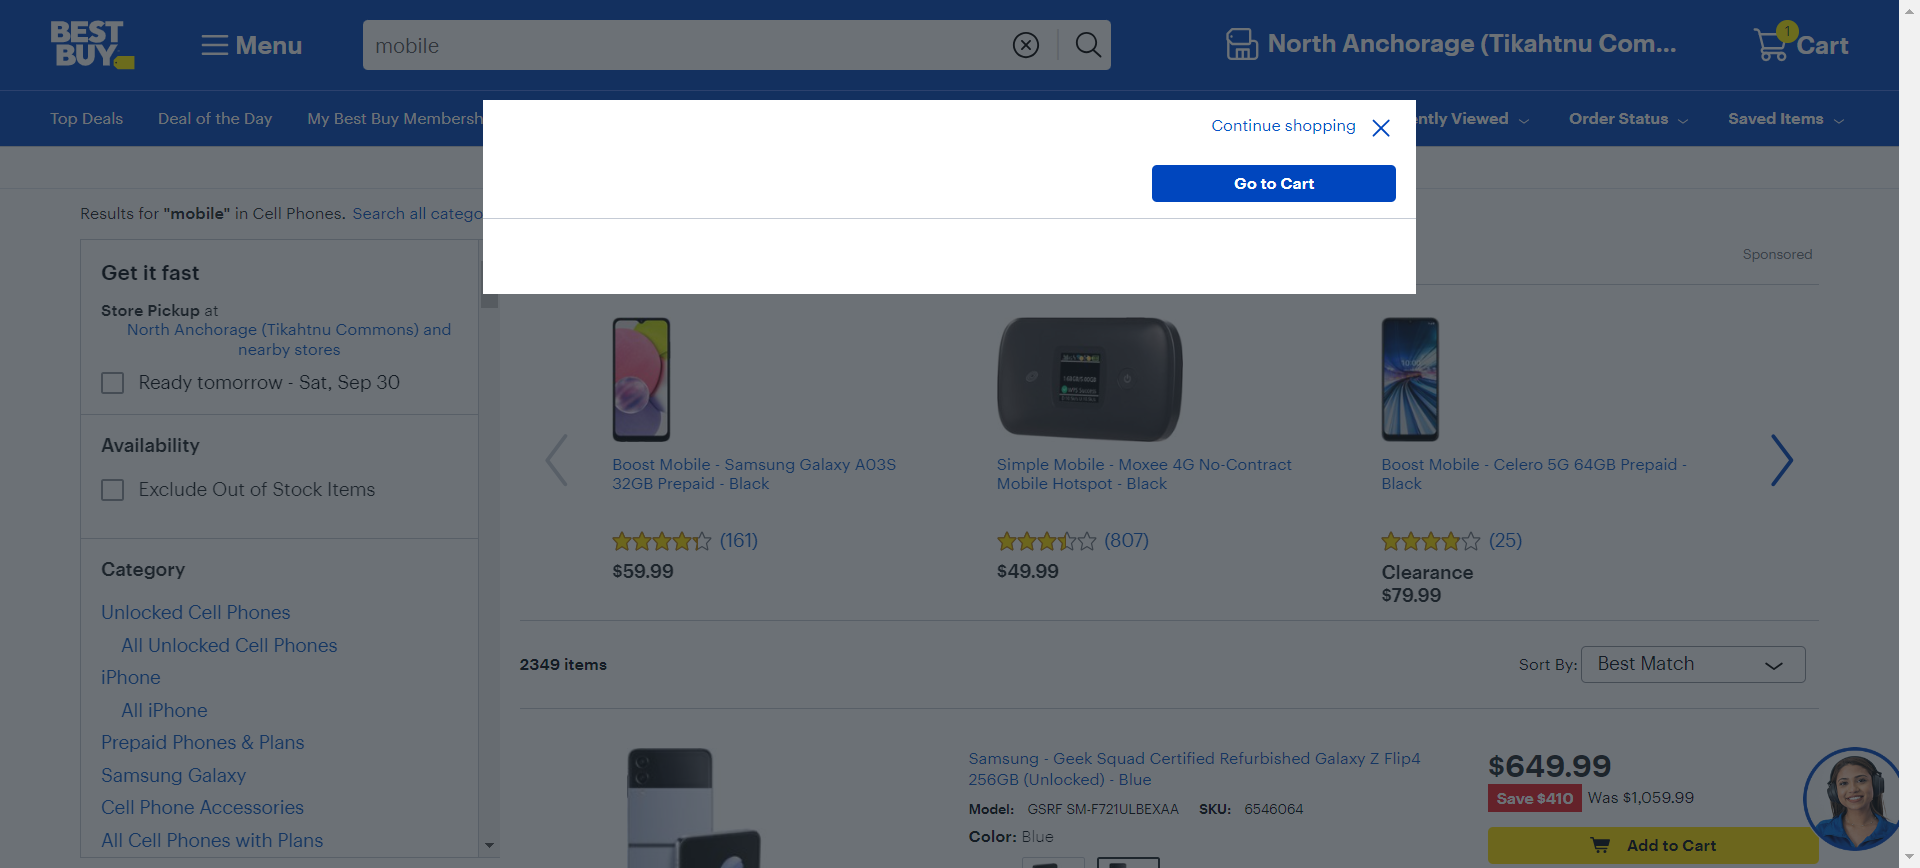 BEST BUY
Menu
mobile
North Anchorage (Tikahtnu Com...
1
Cart
Top Deals
Deal of the Day
My Best Buy Membersh
ntly Viewed
Order Status
Saved Items
Continue shopping
Go to Cart
Results for "mobile" in Cell Phones. Search all catego
Sponsored
Get it fast
Store Pickup at
North Anchorage (Tikahtnu Commons) and
nearby stores
Ready tomorrow - Sat, Sep 30
Availability
Exclude Out of Stock Items
Category
Unlocked Cell Phones
All Unlocked Cell Phones
iPhone
All iPhone
Prepaid Phones & Plans
Samsung Galaxy
Cell Phone Accessories
All Cell Phones with Plans
Boost Mobile - Samsung Galaxy A03S
32GB Prepaid - Black
(161)
$59.99
Simple Mobile - Moxee 4G No-Contract
Mobile Hotspot - Black
(807)
$49.99
Boost Mobile - Celero 5G 64GB Prepaid -
Black
(25)
Clearance
$79.99
2349 items
Sort By: Best Match
Samsung - Geek Squad Certified Refurbished Galaxy Z Flip4
256GB (Unlocked) - Blue
Model: GSRF SM-F721ULBEXAA SKU: 6546064
Color: Blue
$649.99
Save $410 Was $1,059.99
Add to Cart